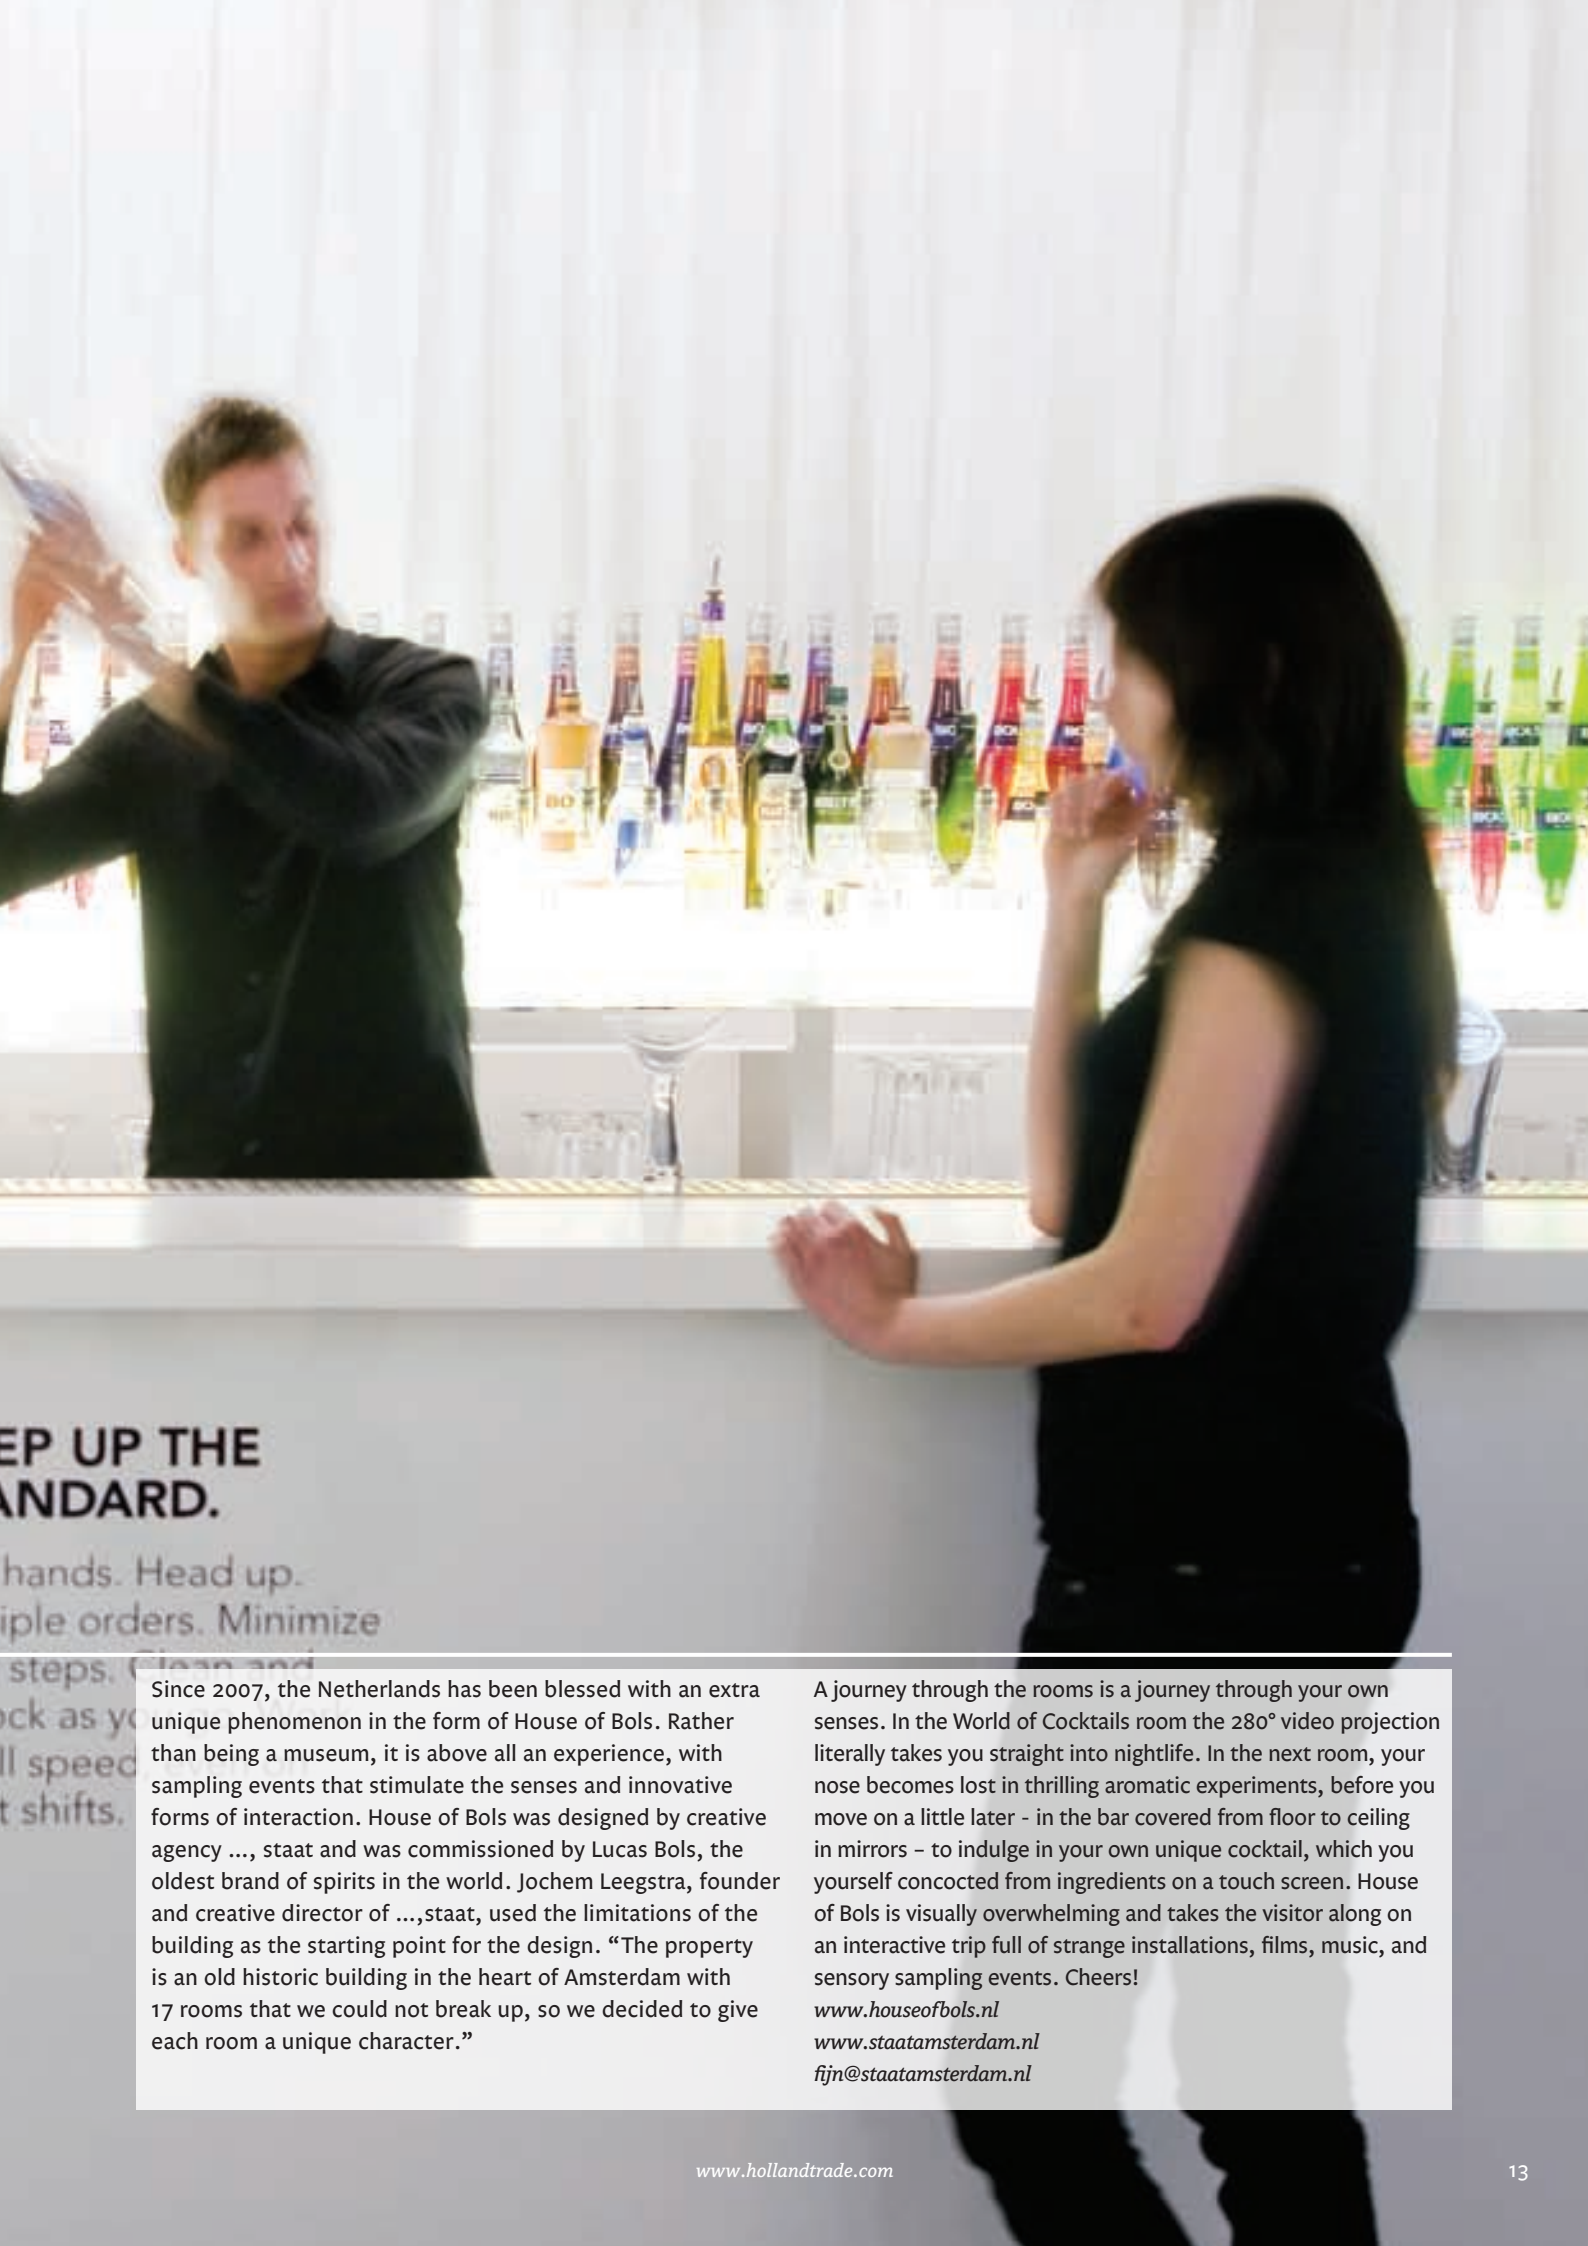 EP UP THE
ANDARD.
hands. Head up.
iple orders. Minimize
steps. Clean and
ock as you go. Work
ll speed, even on
t shifts.
Since 2007, the Netherlands has been blessed with an extra
unique phenomenon in the form of House of Bols. Rather
than being a museum, it is above all an experience, with
sampling events that stimulate the senses and innovative
forms of interaction. House of Bols was designed by creative
agency ..., staat and was commissioned by Lucas Bols, the
oldest brand of spirits in the world. Jochem Leegstra, founder
and creative director of ...,staat, used the limitations of the
building as the starting point for the design. “The property
is an old historic building in the heart of Amsterdam with
17 rooms that we could not break up, so we decided to give
each room a unique character.”
A journey through the rooms is a journey through your own
senses. In the World of Cocktails room the 280° video projection
literally takes you straight into nightlife. In the next room, your
nose becomes lost in thrilling aromatic experiments, before you
move on a little later - in the bar covered from floor to ceiling
in mirrors – to indulge in your own unique cocktail, which you
yourself concocted from ingredients on a touch screen. House
of Bols is visually overwhelming and takes the visitor along on
an interactive trip full of strange installations, films, music, and
sensory sampling events. Cheers!
www.houseofbols.nl
www.staatamsterdam.nl
fijn@staatamsterdam.nl
www.hollandtrade.com
13